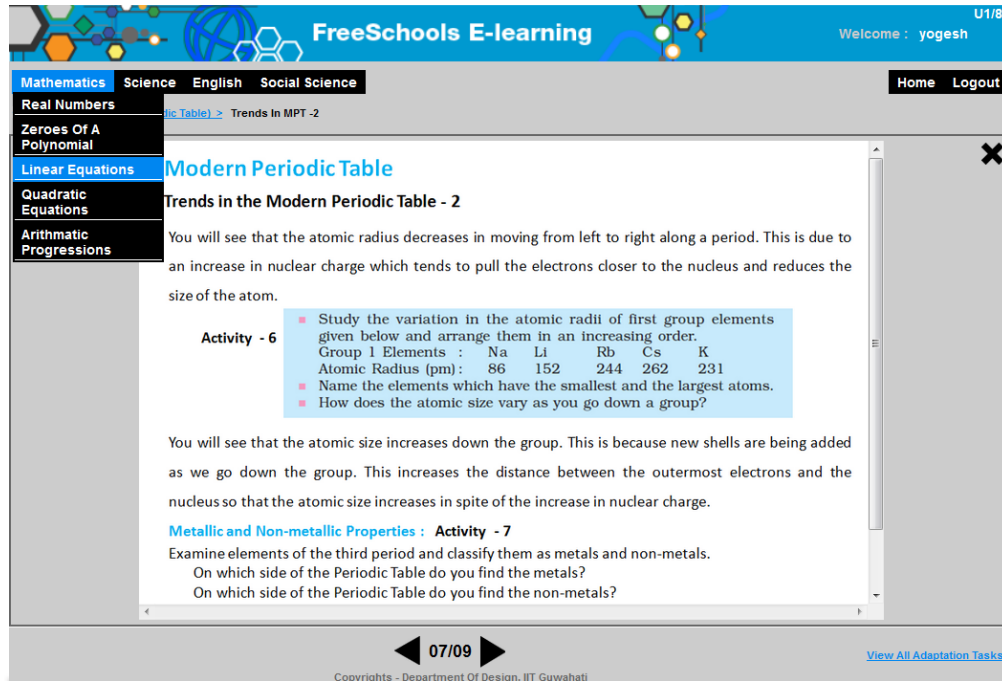 U1/8
FreeSchools E-learning
Welcome : yogesh
Mathematics Science English Social Science
Home Logout
Real Numbers
Zeroes Of A
Polynomial
Linear Equations
Quadratic
Equations
Arithmatic
Progressions
dic Table) > Trends In MPT -2
Modern Periodic Table
Trends in the Modern Periodic Table - 2
You will see that the atomic radius decreases in moving from left to right along a period. This is due to
an increase in nuclear charge which tends to pull the electrons closer to the nucleus and reduces the
size of the atom.
Activity - 6
Study the variation in the atomic radii of first group elements
given below and arrange them in an increasing order.
Group 1 Elements : Na Li Rb Cs K
Atomic Radius (pm) : 86 152 244 262 231
Name the elements which have the smallest and the largest atoms.
How does the atomic size vary as you go down a group?
You will see that the atomic size increases down the group. This is because new shells are being added
as we go down the group. This increases the distance between the outermost electrons and the
nucleus so that the atomic size increases in spite of the increase in nuclear charge.
Metallic and Non-metallic Properties : Activity - 7
Examine elements of the third period and classify them as metals and non-metals.
On which side of the Periodic Table do you find the metals?
On which side of the Periodic Table do you find the non-metals?
07/09
View All Adaptation Tasks
Copyrights - Department Of Design, IIT Guwahati